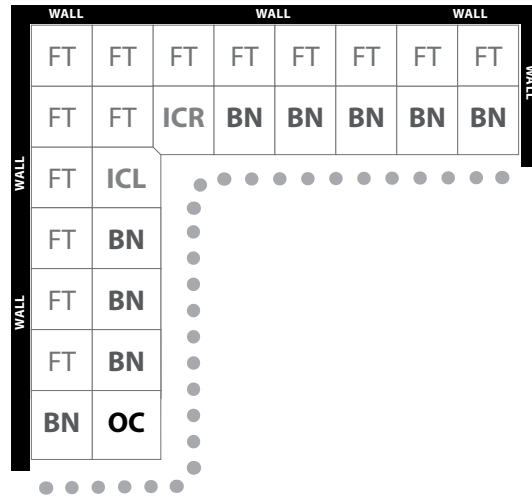 WALL WALL WALL
FT FT FT FT FT FT FT FT
WALL
FT FT ICR BN BN BN BN BN
WALL
FT ICL
FT BN
WALL
FT BN
FT BN
BN OC